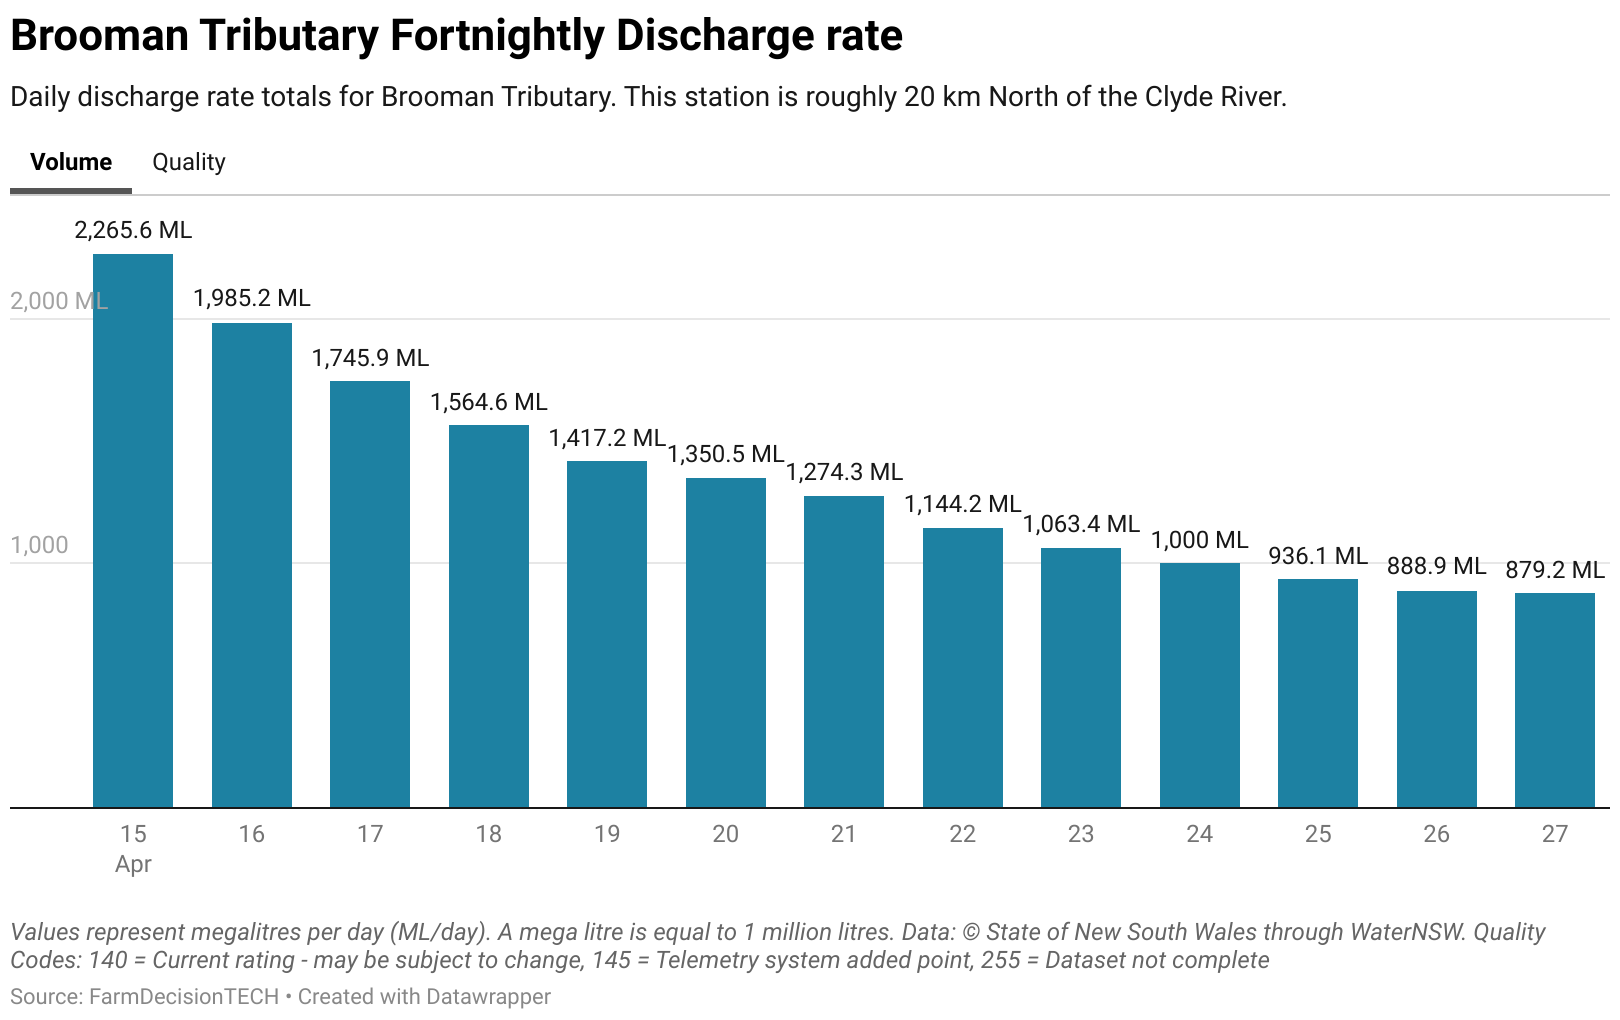 Brooman Tributary Fortnightly Discharge rate
Daily discharge rate totals for Brooman Tributary. This station is roughly 20 km North of the Clyde River.
Volume Quality
2,265.6 ML
2,000 ML
1,985.2 ML
1,745.9 ML
1,564.6 ML
1,417.2 ML
1,350.5 ML
1,274.3 ML
1,144.2 ML
1,063.4 ML
1,000 ML
1,000
936.1 ML
888.9 ML
879.2 ML
15 16 17 18 19 20 21 22 23 24 25 26 27
Apr
Values represent megalitres per day (ML/day). A mega litre is equal to 1 million litres. Data: © State of New South Wales through WaterNSW. Quality
Codes: 140 = Current rating - may be subject to change, 145 = Telemetry system added point, 255 = Dataset not complete
Source: FarmDecisionTECH • Created with Datawrapper